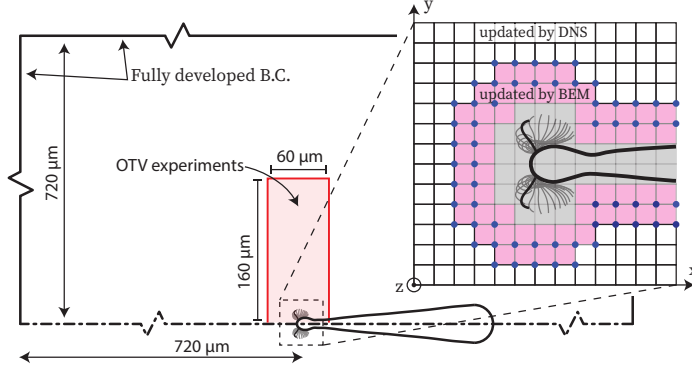 y
updated by DNS
Fully developed B.C.
updated by BEM
720 µm
60 µm
OTV experiments
160 µm
z
x
720 µm